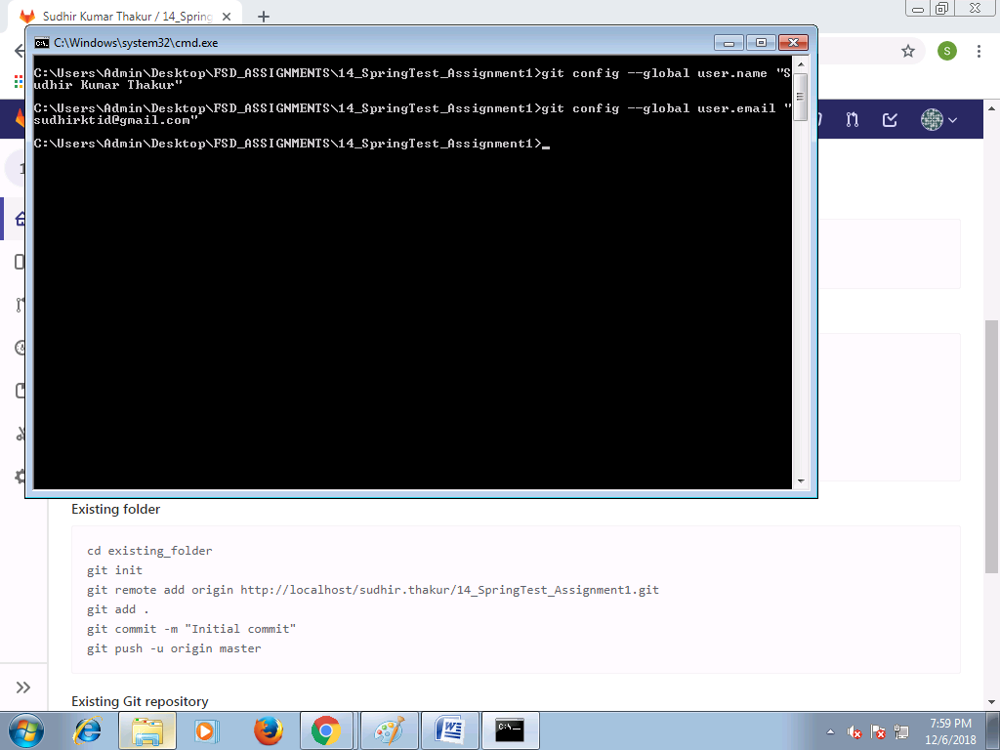 Sudhir Kumar Thakur / 14_Spring
C:\Windows\system32\cmd.exe
S
C:\Users\Admin\Desktop\FSD_ASSIGNMENTS\14_SpringTest_Assignment1>git config --global user.name "S
udhir Kumar Thakur"
C:\Users\Admin\Desktop\FSD_ASSIGNMENTS\14_SpringTest_Assignment1>git config --global user.email "
sudhirktid@gmail.com"
C:\Users\Admin\Desktop\FSD_ASSIGNMENTS\14_SpringTest_Assignment1>_
1
Existing folder
cd existing_folder
git init
git remote add origin http://localhost/sudhir.thakur/14_SpringTest_Assignment1.git
git add .
git commit -m "Initial commit"
git push -u origin master
Existing Git repository
7:59 PM
12/6/2018